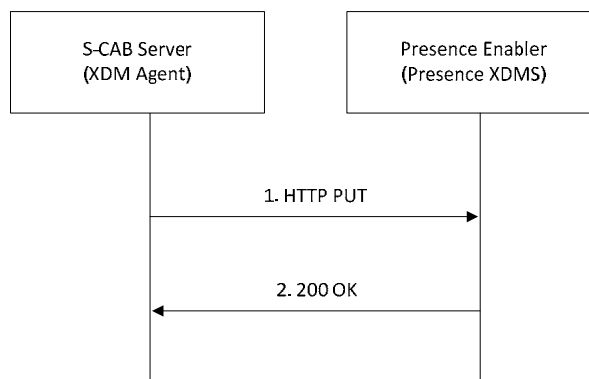 S-CAB Server
(XDM Agent)
Presence Enabler
(Presence XDMS)
1. HTTP PUT
2. 200 OK